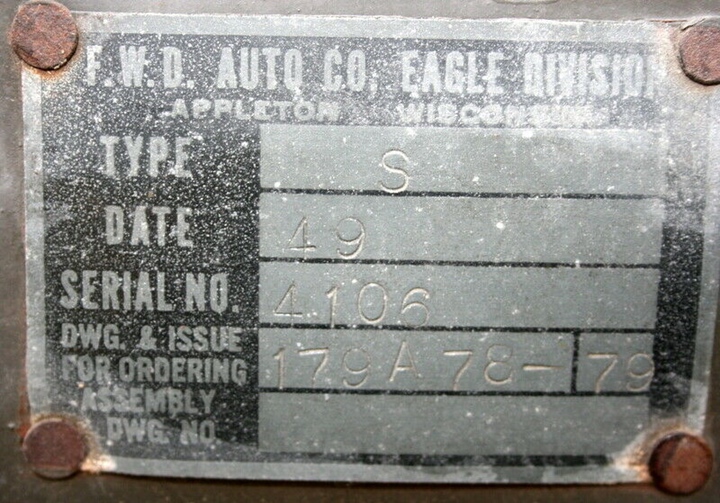 F.W.D. AUTO CO. EAGLE DIVISION
APPLETON WISCONSIN
TYPE S
DATE 49
SERIAL NO. 4106
DWG. & ISSUE
FOR ORDERING 179A78-79
ASSEMBLY
DWG. NO.